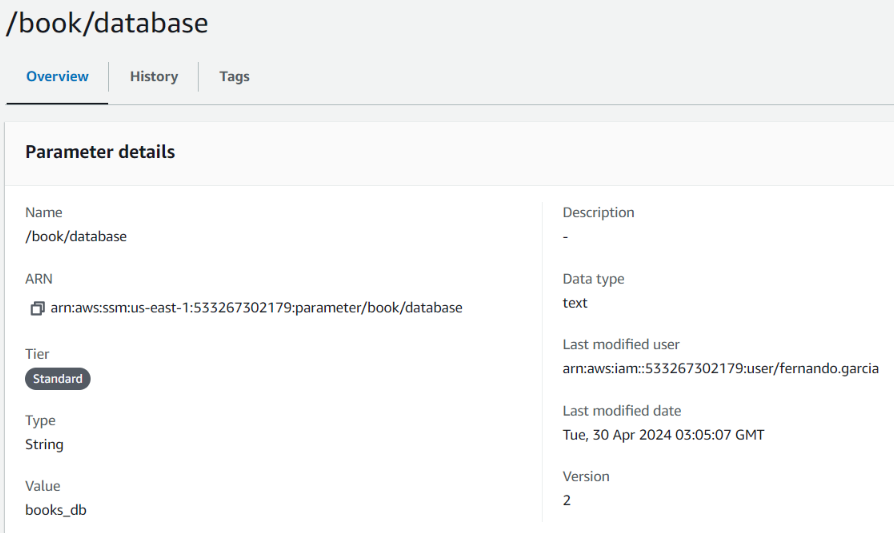 /book/database
Overview
History
Tags
Parameter details
Name
/book/database
ARN
arn:aws:ssm:us-east-1:533267302179:parameter/book/database
Tier
Standard
Type
String
Value
books_db
Description
-
Data type
text
Last modified user
arn:aws:iam::533267302179:user/fernando.garcia
Last modified date
Tue, 30 Apr 2024 03:05:07 GMT
Version
2